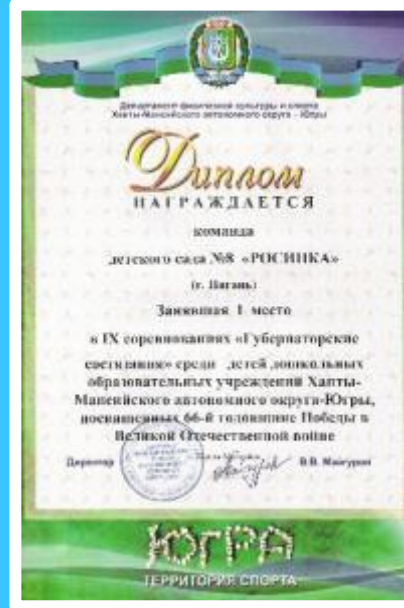 Департамент физической культуры и спорта
Ханты-Мансийского автономного округа - Югры
Диплом
НАГРАЖДАЕТСЯ
команда
детского сада №8 «РОСИНКА»
(г. Нягань)
Занявшая 1 место
в IX соревнованиях «Губернаторские
состязания» среди детей дошкольных
образовательных учреждений Ханты-
Мансийского автономного округа-Югры,
посвященных 66-й годовщине Победы в
Великой Отечественной войне
Директор В.В.
ЮГРА
ТЕРРИТОРИЯ СПОРТА